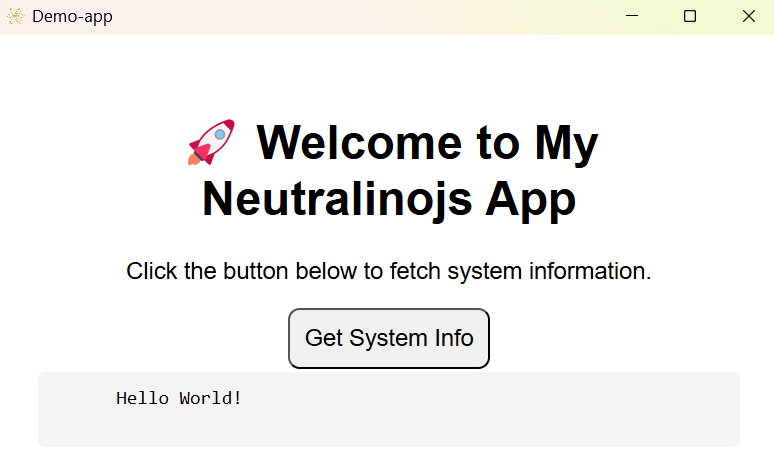 Demo-app
🚀 Welcome to My
Neutralinojs App
Click the button below to fetch system information.
Get System Info
Hello World!